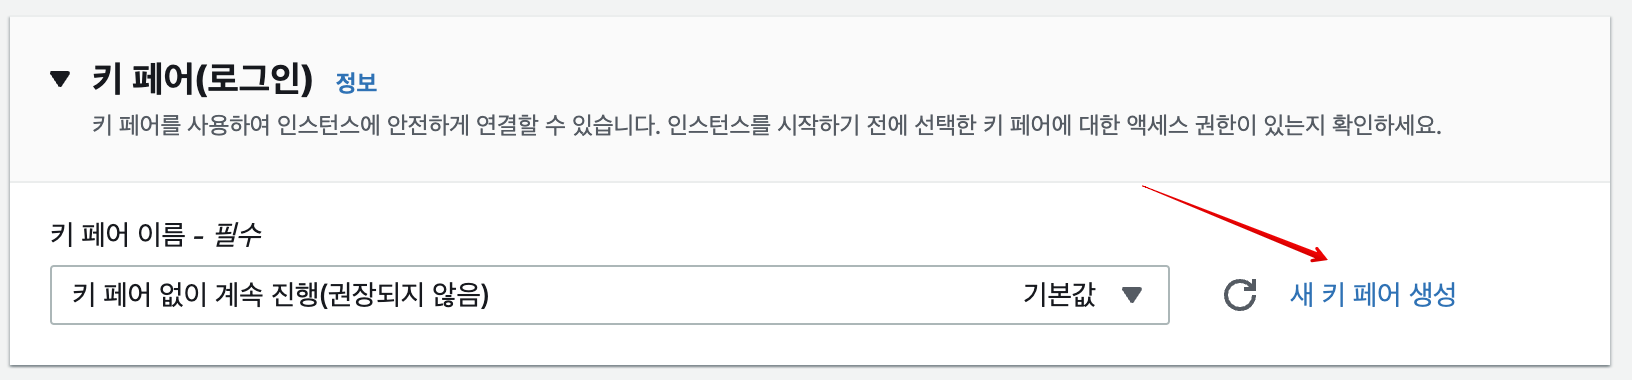 키 페어(로그인) 정보
키 페어를 사용하여 인스턴스에 안전하게 연결할 수 있습니다. 인스턴스를 시작하기 전에 선택한 키 페어에 대한 액세스 권한이 있는지 확인하세요.
키 페어 이름 - 필수
키 페어 없이 계속 진행(권장되지 않음) 기본값 새 키 페어 생성